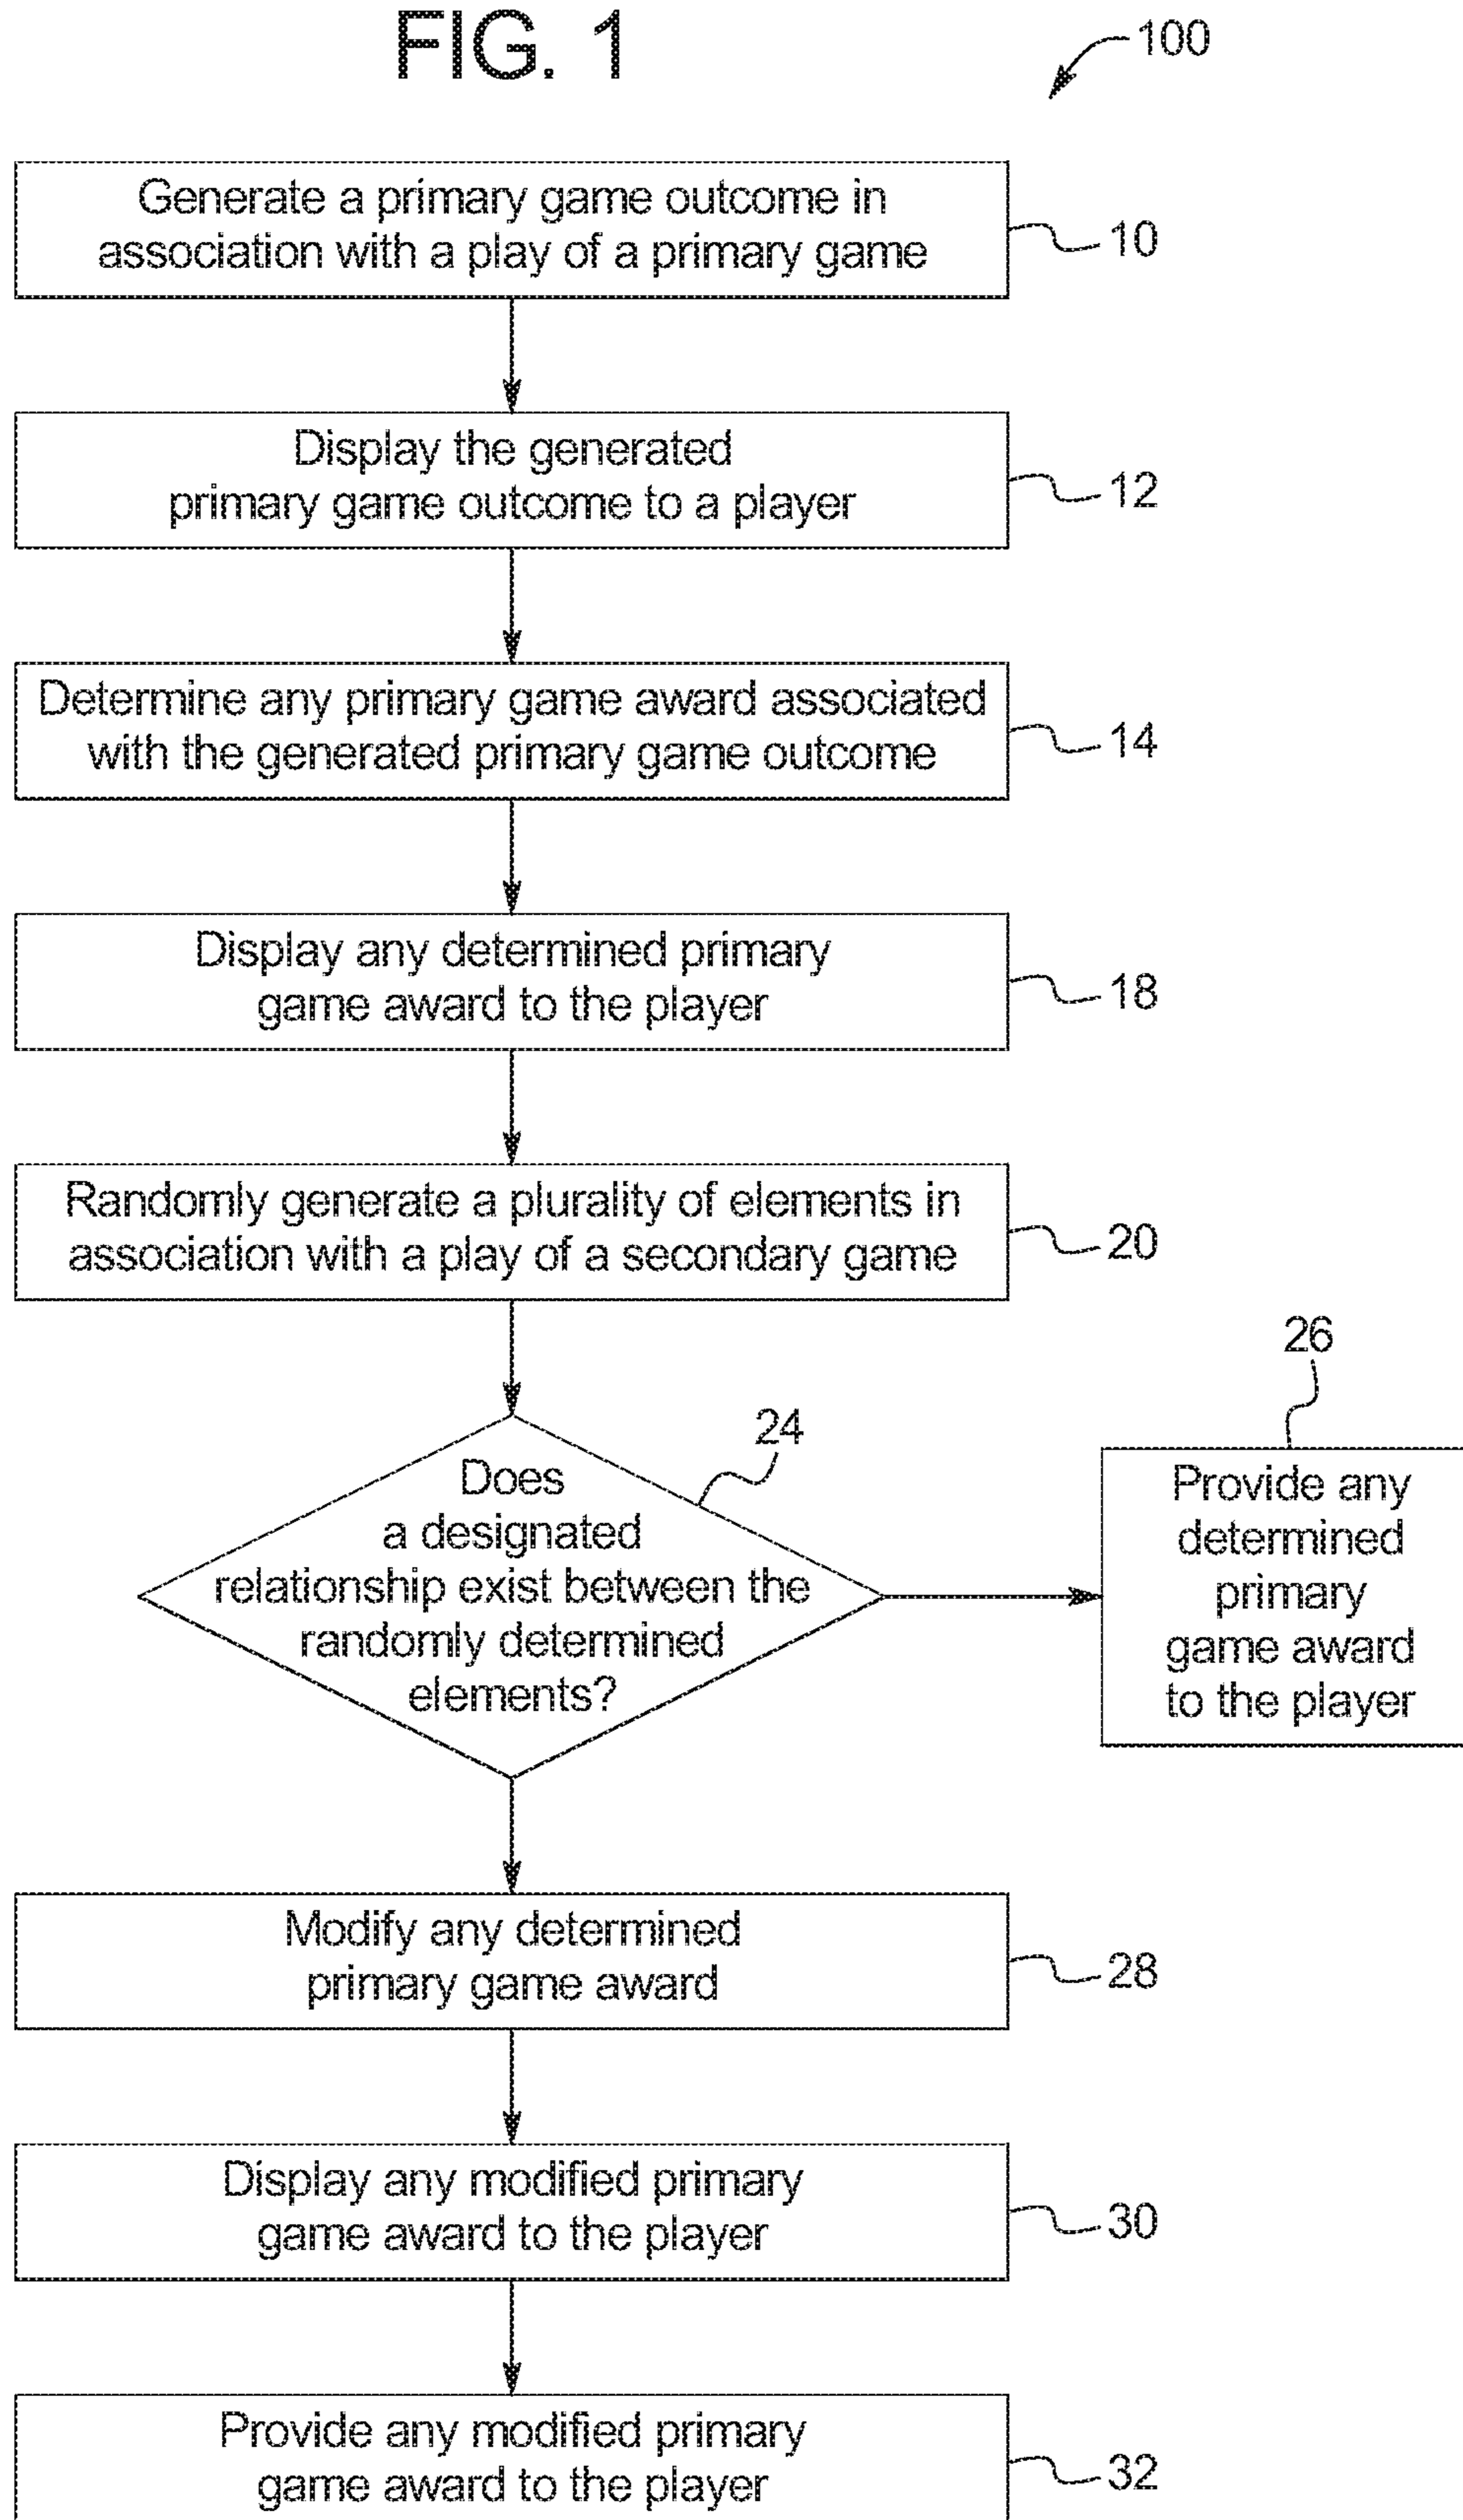 FIG. 1
100
Generate a primary game outcome in
association with a play of a primary game
10
Display the generated
primary game outcome to a player
12
Determine any primary game award associated
with the generated primary game outcome
14
Display any determined primary
game award to the player
18
Randomly generate a plurality of elements in
association with a play of a secondary game
20
Does
a designated
relationship exist between the
randomly determined
elements?
24
26
Provide any
determined
primary
game award
to the player
Modify any determined
primary game award
28
Display any modified primary
game award to the player
30
Provide any modified primary
game award to the player
32